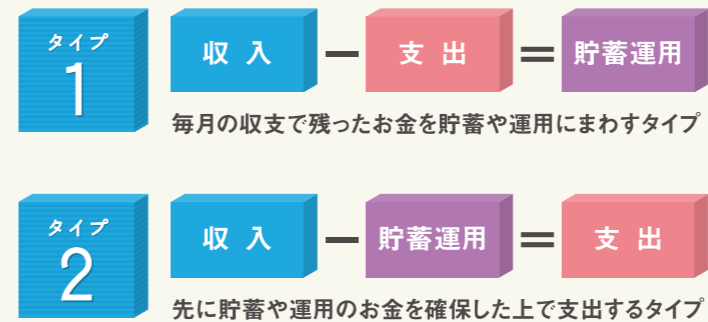 タイプ
1
収入 − 支出 = 貯蓄運用
毎月の収支で残ったお金を貯蓄や運用にまわすタイプ
タイプ
2
収入 − 貯蓄運用 = 支出
先に貯蓄や運用のお金を確保した上で支出するタイプ